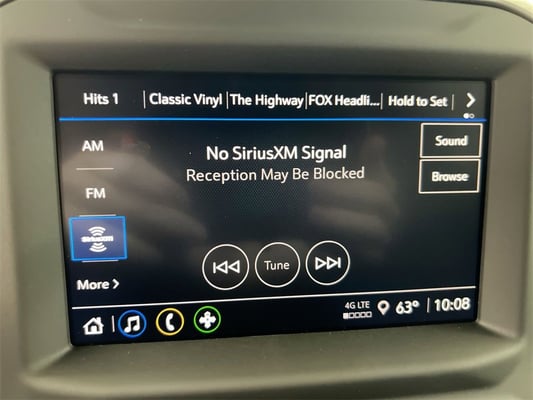 Hits 1 Classic Vinyl The Highway FOX Headli... Hold to Set
AM
No SiriusXM Signal
Sound
Reception May Be Blocked
Browse
FM
SiriusXM
Tune
More
4G LTE
63° 10:08